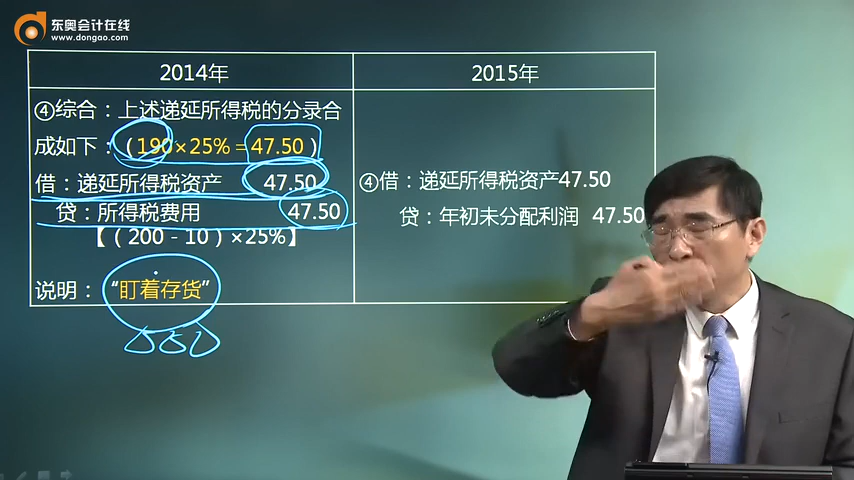 东奥会计在线
www.dongao.com
2014年
2015年
④综合：上述递延所得税的分录合
成如下：（190×25%＝47.50）
借：递延所得税资产 47.50
贷：所得税费用 47.50
【（200－10）×25%】
说明：“盯着存货”
④借：递延所得税资产47.50
贷：年初未分配利润 47.50